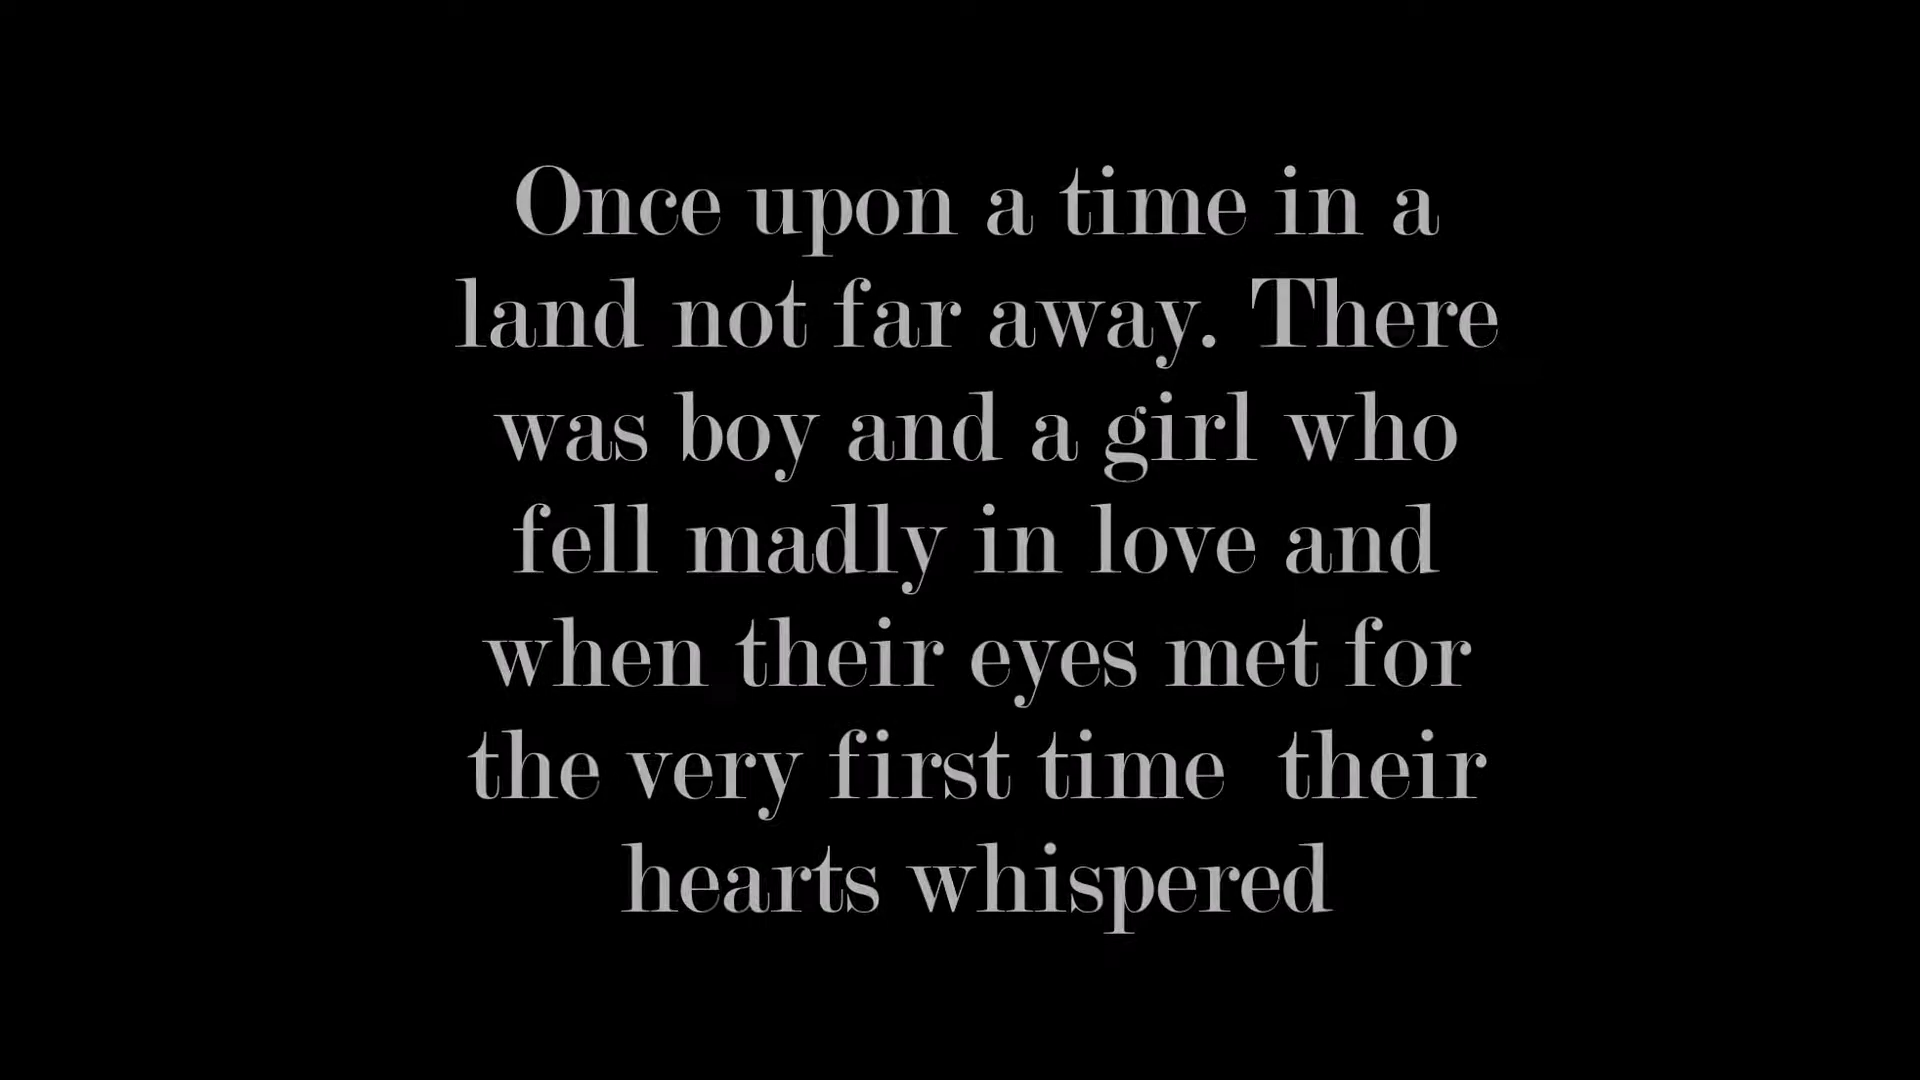 Once upon a time in a
land not far away. There
was boy and a girl who
fell madly in love and
when their eyes met for
the very first time  their
hearts whispered